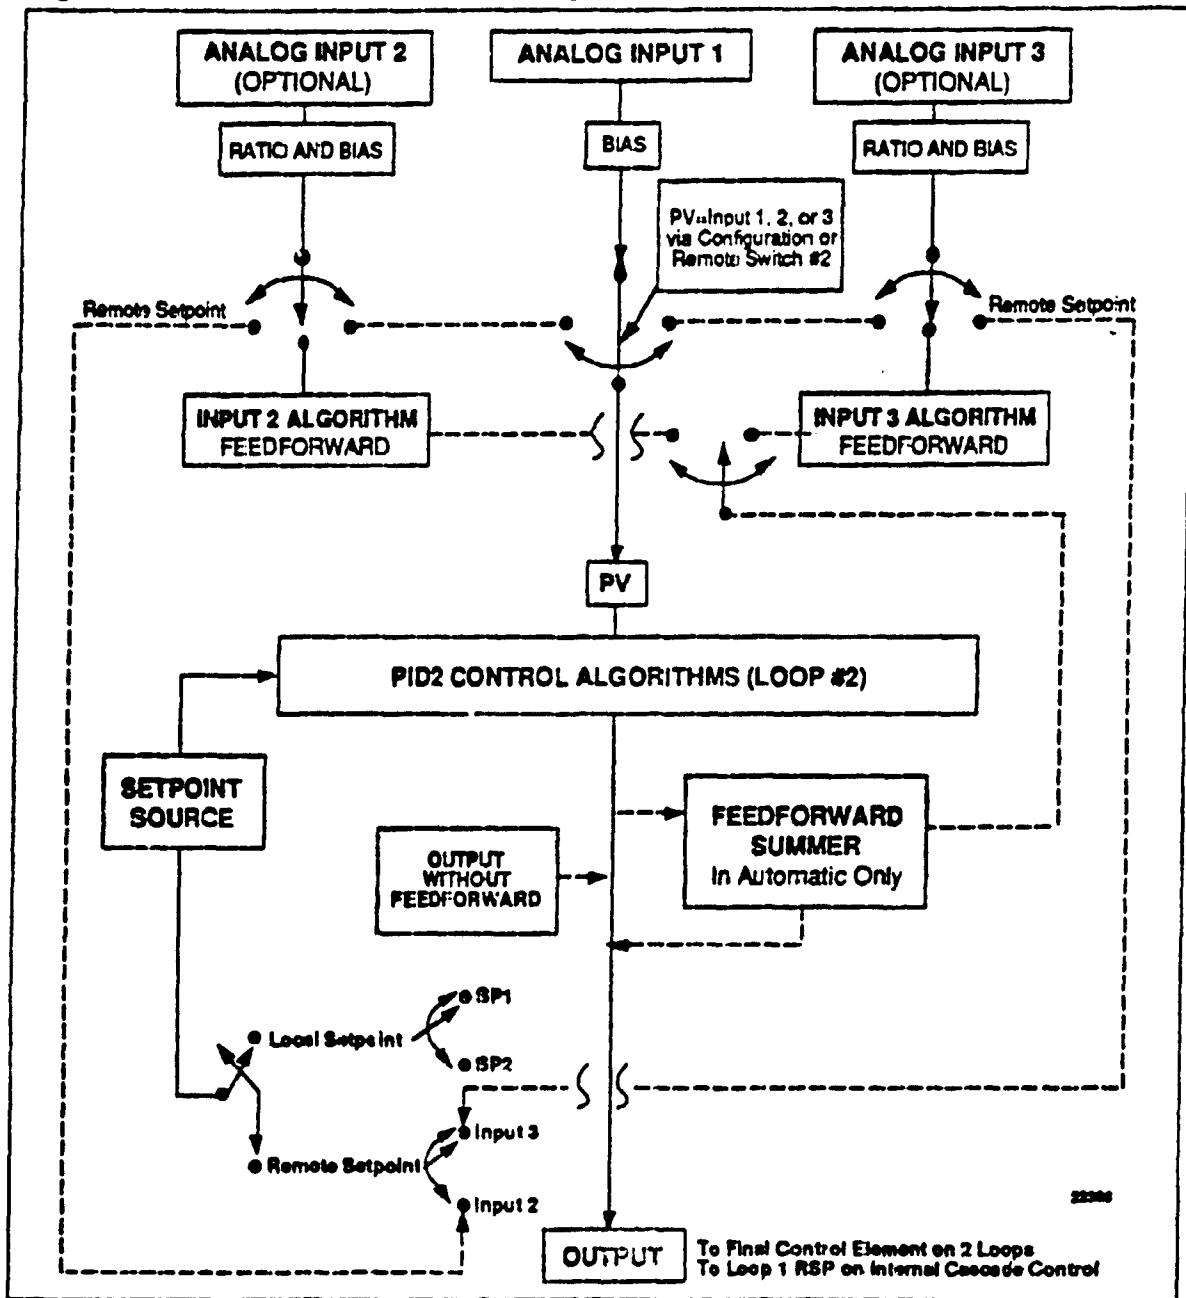 ANALOG INPUT 2
(OPTIONAL)
ANALOG INPUT 1
ANALOG INPUT 3
(OPTIONAL)
RATIO AND BIAS
BIAS
RATIO AND BIAS
PV=Input 1, 2, or 3
via Configuration or
Remote Switch #2
Remote Setpoint
Remote Setpoint
INPUT 2 ALGORITHM
FEEDFORWARD
INPUT 3 ALGORITHM
FEEDFORWARD
PV
PID2 CONTROL ALGORITHMS (LOOP #2)
SETPOINT
SOURCE
FEEDFORWARD
SUMMER
In Automatic Only
OUTPUT
WITHOUT
FEEDFORWARD
SP1
Local Setpoint
SP2
Input 3
Remote Setpoint
Input 2
OUTPUT
To Final Control Element on 2 Loops
To Loop 1 RSP on Internal Cascade Control